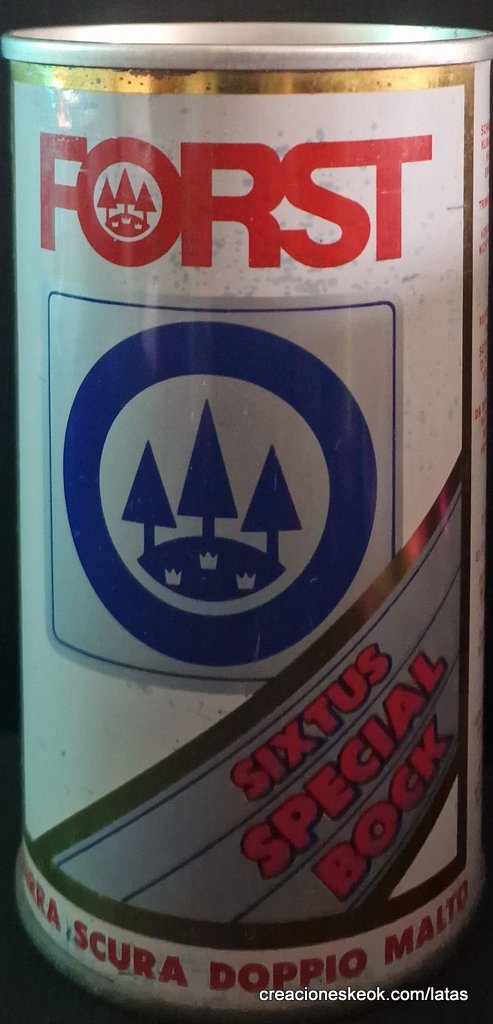 FORST
SIXTUS
SPECIAL
BOCK
SCURA DOPPIO MALTO
creacioneskeok.com/latas